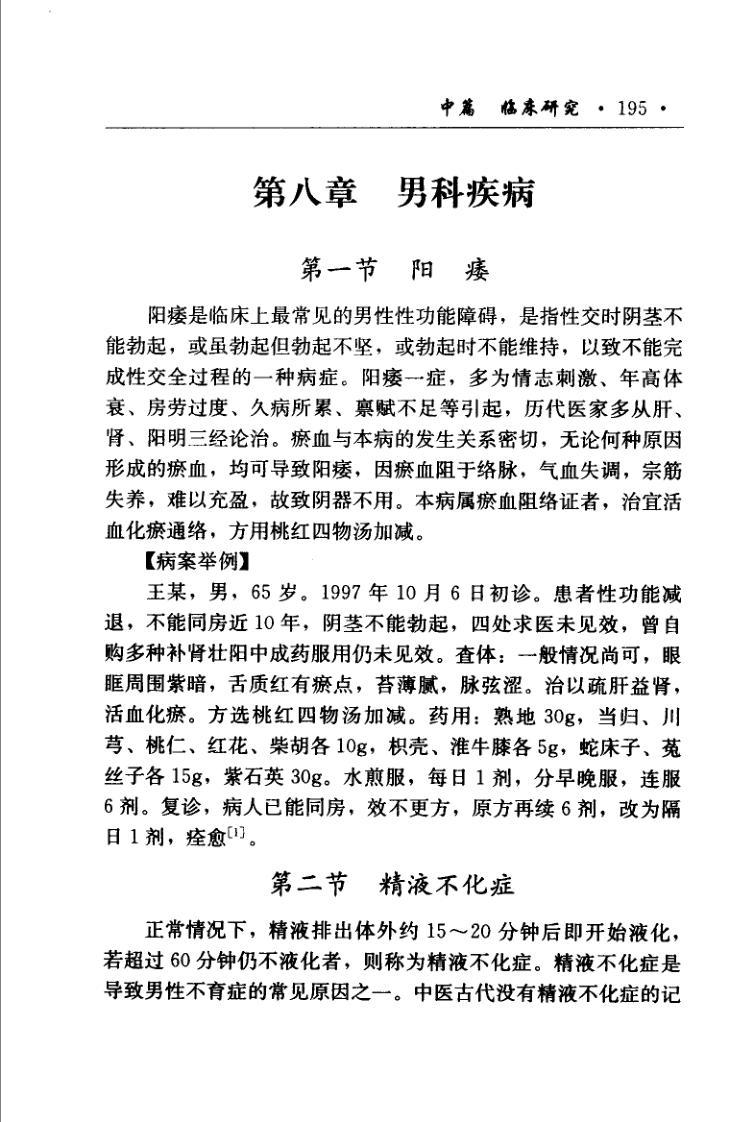 中篇 临床研究 · 195 ·
第八章 男科疾病
第一节 阳 痿
阳痿是临床上最常见的男性性功能障碍，是指性交时阴茎不
能勃起，或虽勃起但勃起不坚，或勃起时不能维持，以致不能完
成性交全过程的一种病症。阳痿一症，多为情志刺激、年高体
衰、房劳过度、久病所累、禀赋不足等引起，历代医家多从肝、
肾、阳明三经论治。瘀血与本病的发生关系密切，无论何种原因
形成的瘀血，均可导致阳痿，因瘀血阻于络脉，气血失调，宗筋
失养，难以充盈，故致阴器不用。本病属瘀血阻络证者，治宜活
血化瘀通络，方用桃红四物汤加减。
【病案举例】
王某，男，65 岁。1997 年 10 月 6 日初诊。患者性功能减
退，不能同房近 10 年，阴茎不能勃起，四处求医未见效，曾自
购多种补肾壮阳中成药服用仍未见效。查体：一般情况尚可，眼
眶周围紫暗，舌质红有瘀点，苔薄腻，脉弦涩。治以疏肝益肾，
活血化瘀。方选桃红四物汤加减。药用：熟地 30g，当归、川
芎、桃仁、红花、柴胡各 10g，枳壳、淮牛膝各 5g，蛇床子、菟
丝子各 15g，紫石英 30g。水煎服，每日 1 剂，分早晚服，连服
6 剂。复诊，病人已能同房，效不更方，原方再续 6 剂，改为隔
日 1 剂，痊愈[1]。
第二节 精液不化症
正常情况下，精液排出体外约 15～20 分钟后即开始液化，
若超过 60 分钟仍不液化者，则称为精液不化症。精液不化症是
导致男性不育症的常见原因之一。中医古代没有精液不化症的记